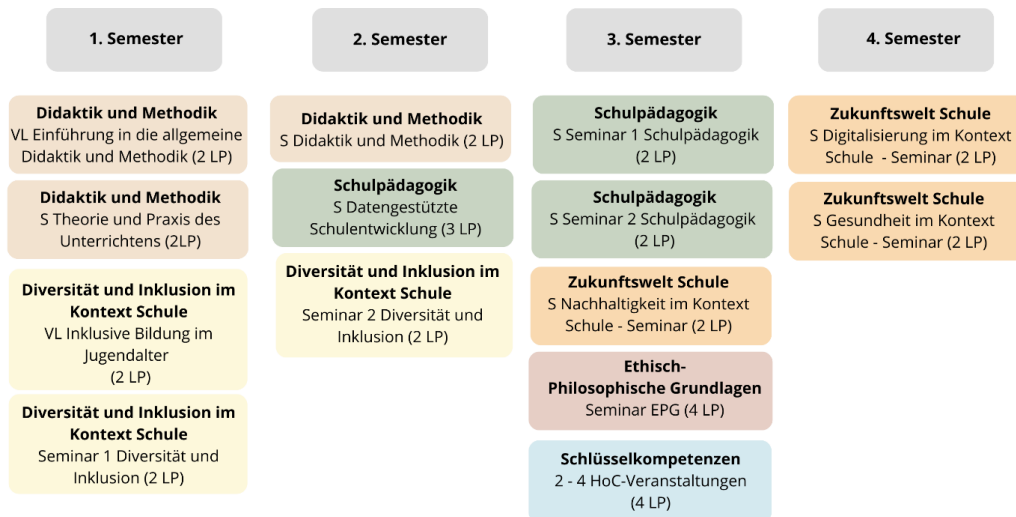 1. Semester
2. Semester
3. Semester
4. Semester
Didaktik und Methodik
VL Einführung in die allgemeine
Didaktik und Methodik (2 LP)
Didaktik und Methodik
S Theorie und Praxis des
Unterrichtens (2LP)
Diversität und Inklusion im
Kontext Schule
VL Inklusive Bildung im
Jugendalter
(2 LP)
Diversität und Inklusion im
Kontext Schule
Seminar 1 Diversität und
Inklusion (2 LP)
Didaktik und Methodik
S Didaktik und Methodik (2 LP)
Schulpädagogik
S Datengestützte
Schulentwicklung (3 LP)
Diversität und Inklusion im
Kontext Schule
Seminar 2 Diversität und
Inklusion (2 LP)
Schulpädagogik
S Seminar 1 Schulpädagogik
(2 LP)
Schulpädagogik
S Seminar 2 Schulpädagogik
(2 LP)
Zukunftswelt Schule
S Nachhaltigkeit im Kontext
Schule - Seminar (2 LP)
Ethisch-
Philosophische Grundlagen
Seminar EPG (4 LP)
Schlüsselkompetenzen
2 - 4 HoC-Veranstaltungen
(4 LP)
Zukunftswelt Schule
S Digitalisierung im Kontext
Schule - Seminar (2 LP)
Zukunftswelt Schule
S Gesundheit im Kontext
Schule - Seminar (2 LP)